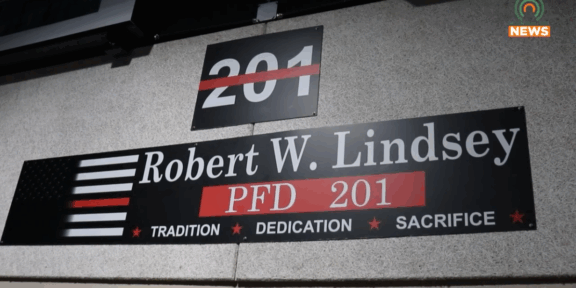 NEWS
201
Robert W. Lindsey
PFD 201
TRADITION DEDICATION SACRIFICE